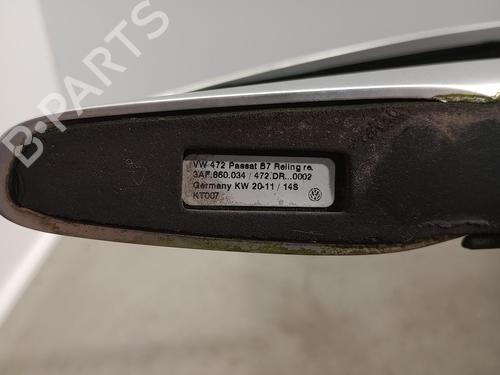 VW 472 Passat B7 Reling re.
3AF.860.034 / 472.DR...0002
Germany KW 20-11 / 14S
KT007
B-PARTS